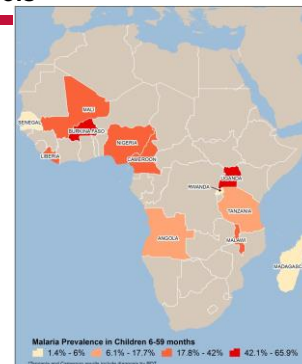 MALI
SENEGAL
BURKINA FASO
NIGERIA
LIBERIA
CAMEROON
UGANDA
RWANDA
TANZANIA
ANGOLA
MALAWI
MADAGASC
Malaria Prevalence in Children 6-59 months
1.4% - 6% 6.1% - 17.7% 17.8% - 42% 42.1% - 65.9%